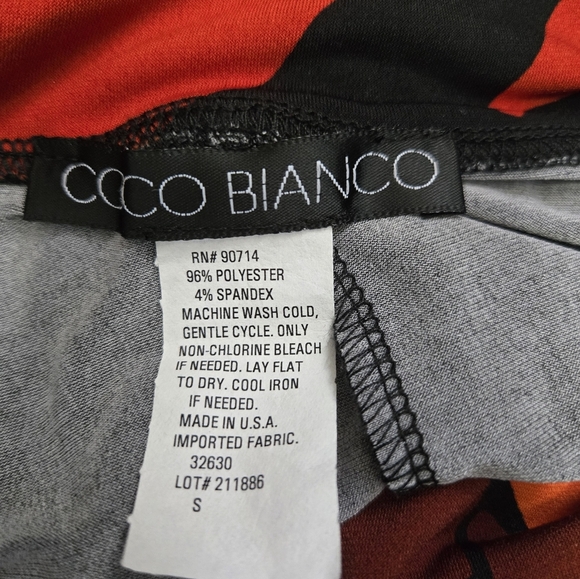 COCO BIANCO
RN# 90714
96% POLYESTER
4% SPANDEX
MACHINE WASH COLD,
GENTLE CYCLE. ONLY
NON-CHLORINE BLEACH
IF NEEDED. LAY FLAT
TO DRY. COOL IRON
IF NEEDED.
MADE IN U.S.A.
IMPORTED FABRIC.
32630
LOT# 211886
S